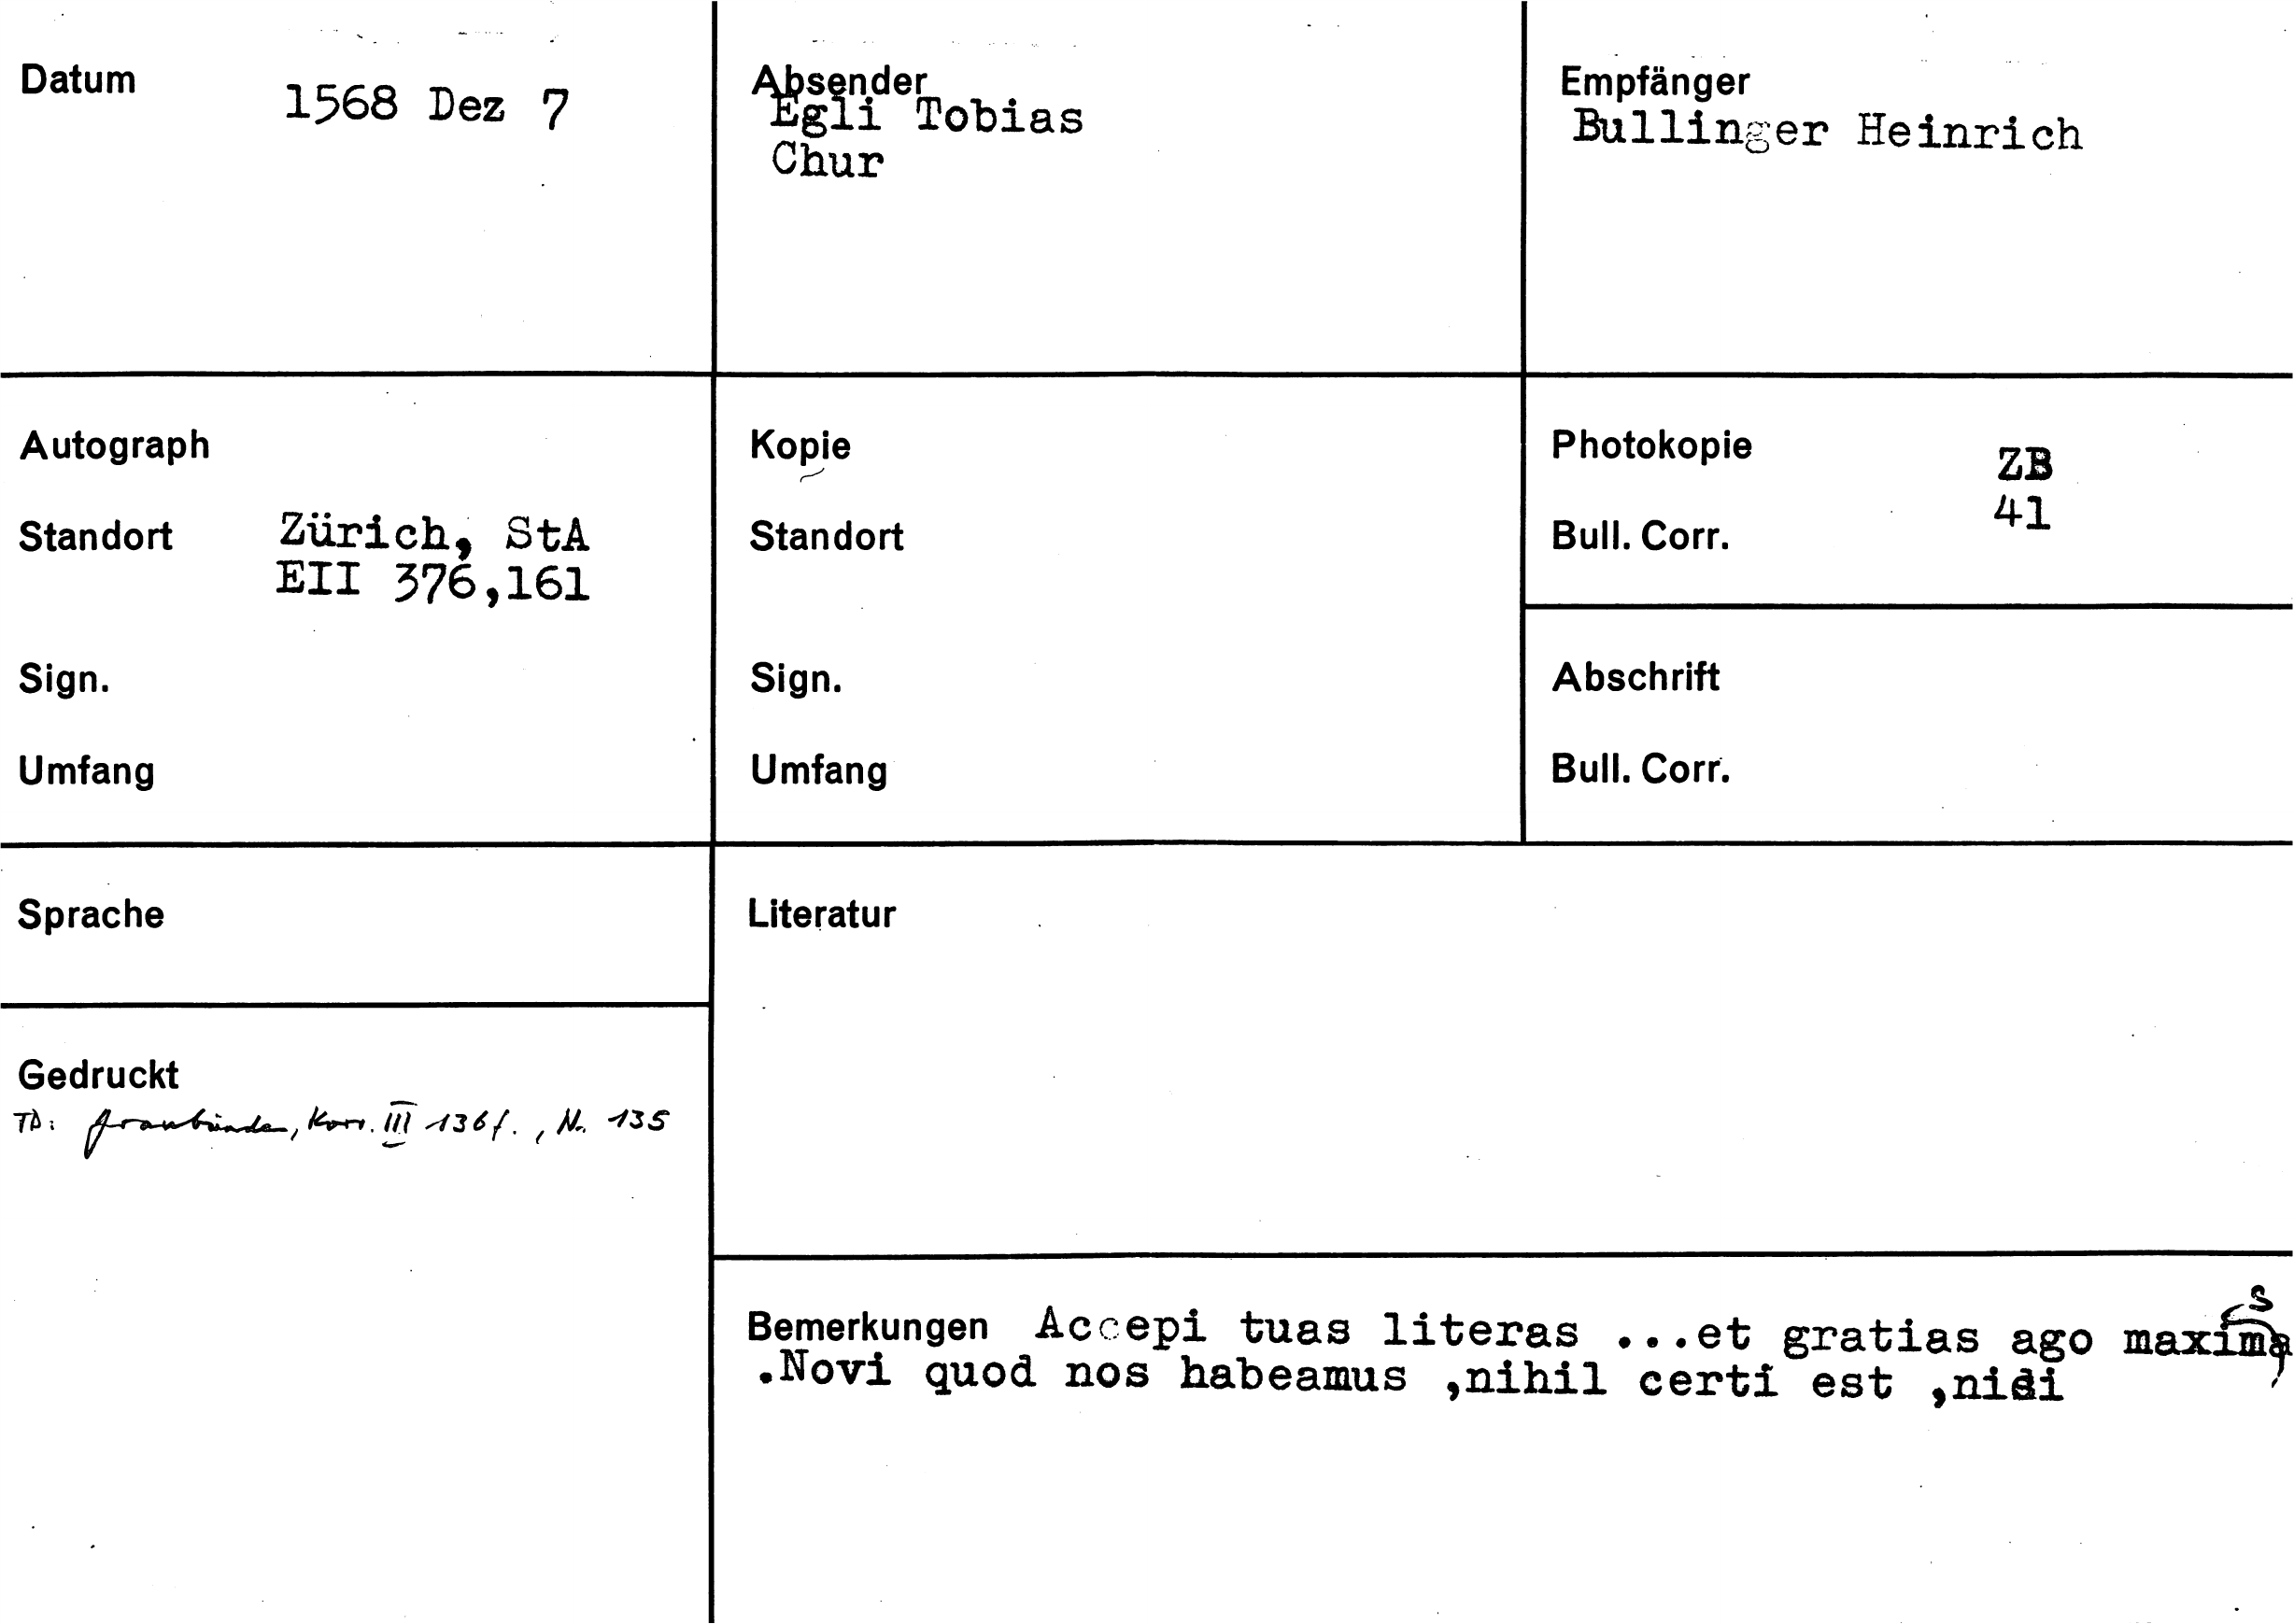 Datum
1568 Dez 7
Absender
Egli Tobias
Chur
Empfänger
Bullinger Heinrich
Autograph
Standort Zürich, StA
EII 376,161
Sign.
Umfang
Kopie
Standort
Sign.
Umfang
Photokopie ZB
Bull. Corr. 41
Abschrift
Bull. Corr.
Sprache
Gedruckt
TD: Graubünden, Korr. III 136f., N. 135
Literatur
Bemerkungen Accepi tuas literas ...et gratias ago maximas
.Novi quod nos habeamus ,nihil certi est ,nisi